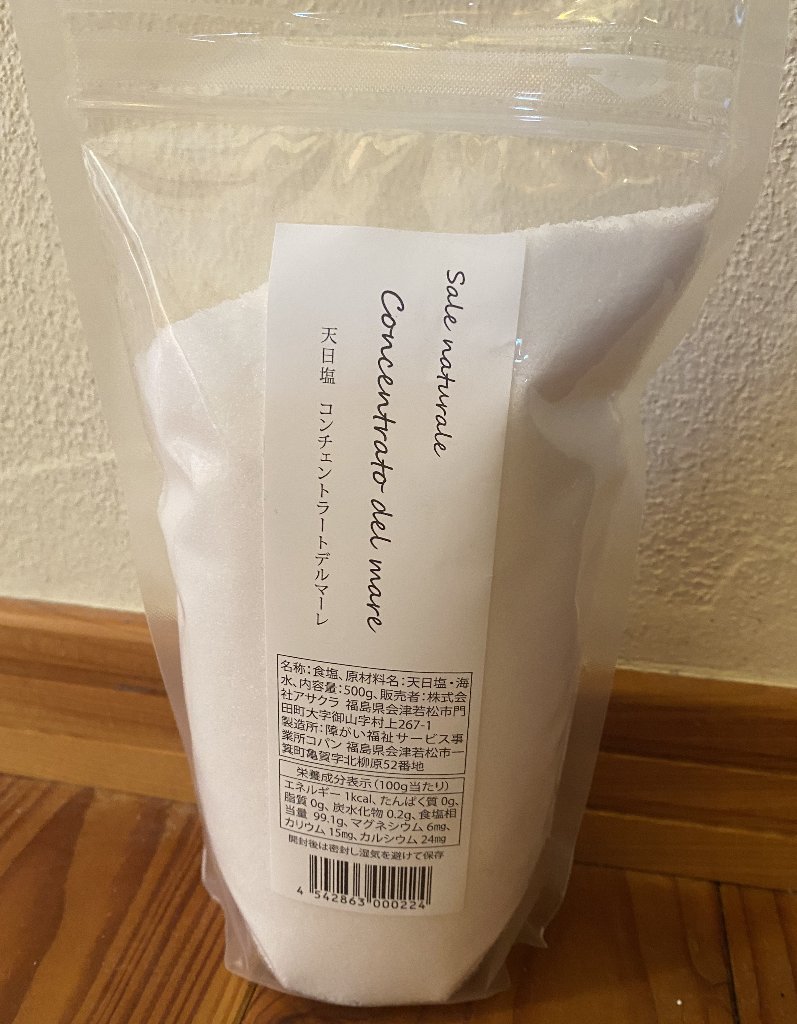 Sale naturale
Concentrato del mare
天日塩 コンチェントラートデルマーレ
名称：食塩、原材料名：天日塩・海
水、内容量：500g、販売者：株式会
社アサクラ 福島県会津若松市門
田町大字御山字村上267-1
製造所：障がい福祉サービス事
業所コパン 福島県会津若松市一
箕町亀賀字北柳原52番地
栄養成分表示（100g当たり）
エネルギー 1kcal、たんぱく質 0g、
脂質 0g、炭水化物 0.2g、食塩相
当量 99.1g、マグネシウム 6mg、
カリウム 15mg、カルシウム 24mg
開封後は密封し湿気を避けて保存
4 542863 000224